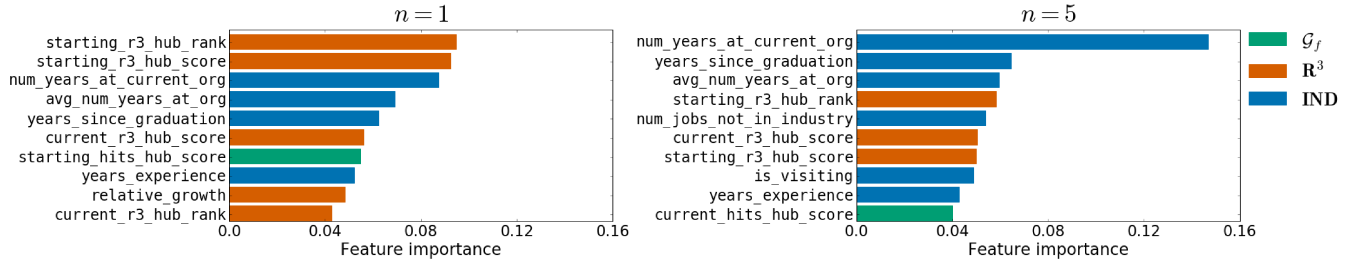 n = 1
starting_r3_hub_rank
starting_r3_hub_score
num_years_at_current_org
avg_num_years_at_org
years_since_graduation
current_r3_hub_score
starting_hits_hub_score
years_experience
relative_growth
current_r3_hub_rank
0.0 0.04 0.08 0.12 0.16
Feature importance
n = 5
num_years_at_current_org
years_since_graduation
avg_num_years_at_org
starting_r3_hub_rank
num_jobs_not_in_industry
current_r3_hub_score
starting_r3_hub_score
is_visiting
years_experience
current_hits_hub_score
0.0 0.04 0.08 0.12 0.16
Feature importance
𝒢_f
R³
IND